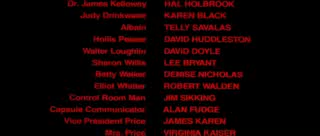 Dr. James Kelloway HAL HOLBROOK
Judy Drinkwater KAREN BLACK
Albain TELLY SAVALAS
Hollis Peaker DAVID HUDDLESTON
Walter Loughlin DAVID DOYLE
Sharon Willis LEE BRYANT
Betty Walker DENISE NICHOLAS
Elliot Whitter ROBERT WALDEN
Control Room Man JIM SIKKING
Capsule Communicator ALAN FUDGE
Vice President Price JAMES KAREN
Mrs. Price VIRGINIA KAISER